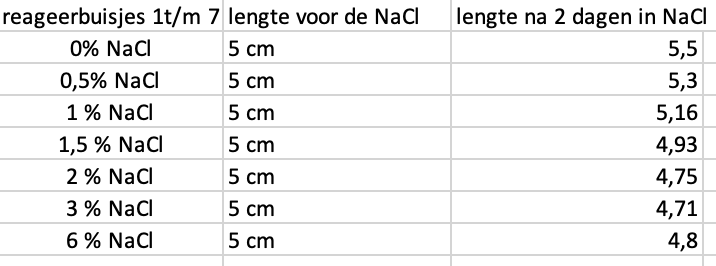 reageerbuisjes 1t/m 7 lengte voor de NaCl lengte na 2 dagen in NaCl
0% NaCl 5 cm 5,5
0,5% NaCl 5 cm 5,3
1 % NaCl 5 cm 5,16
1,5 % NaCl 5 cm 4,93
2 % NaCl 5 cm 4,75
3 % NaCl 5 cm 4,71
6 % NaCl 5 cm 4,8